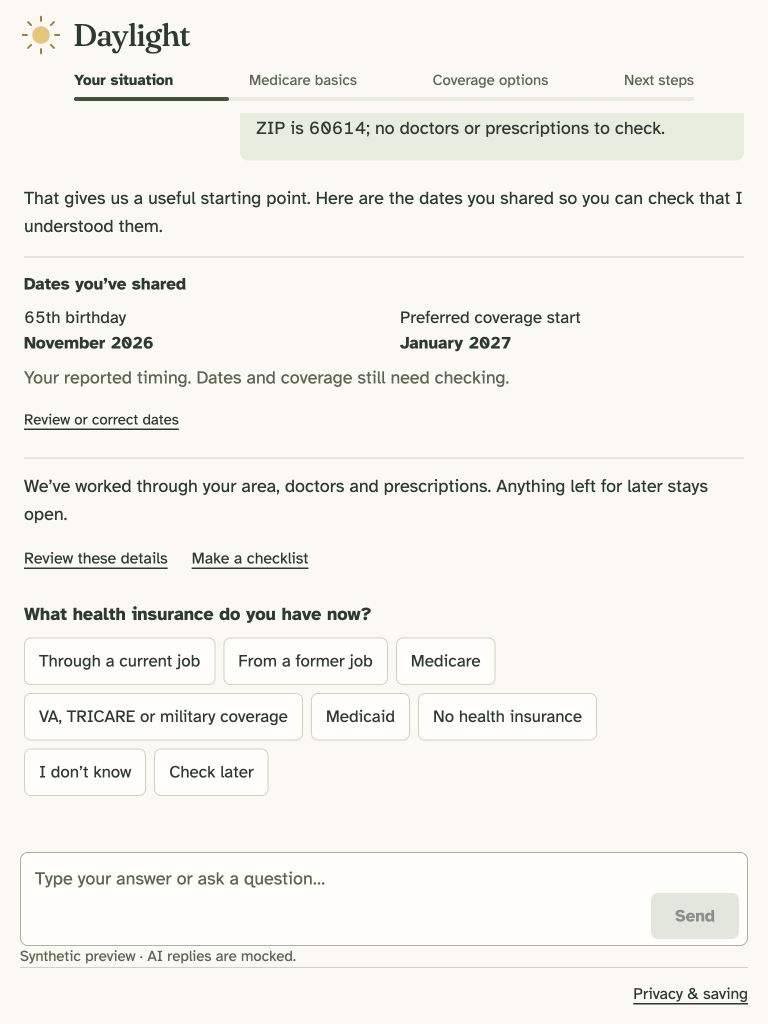 Daylight
Your situation
Medicare basics
Coverage options
Next steps
ZIP is 60614; no doctors or prescriptions to check.
That gives us a useful starting point. Here are the dates you shared so you can check that I
understood them.
Dates you’ve shared
65th birthday
November 2026
Preferred coverage start
January 2027
Your reported timing. Dates and coverage still need checking.
Review or correct dates
We’ve worked through your area, doctors and prescriptions. Anything left for later stays
open.
Review these details
Make a checklist
What health insurance do you have now?
Through a current job
From a former job
Medicare
VA, TRICARE or military coverage
Medicaid
No health insurance
I don’t know
Check later
Type your answer or ask a question...
Send
Synthetic preview · AI replies are mocked.
Privacy & saving